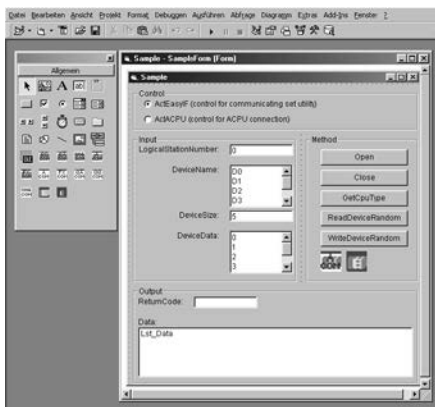 Datei Bearbeiten Ansicht Projekt Format Debuggen Ausführen Abfrage Diagramm Extras Add-Ins Fenster ?
Allgemein
Sample - SampleForm (Form)
Sample
Control
ActEasyIF (control for communicating set utility)
ActACPU (control for ACPU connection)
Input
LogicalStationNumber:
0
DeviceName:
D0
D1
D2
D3
DeviceSize:
5
DeviceData:
0
1
2
3
Method
Open
Close
GetCpuType
ReadDeviceRandom
WriteDeviceRandom
Output
ReturnCode:
Data:
Lst_Data